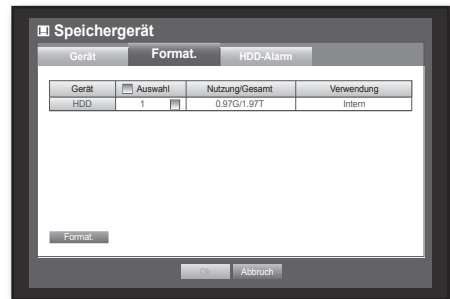 Speichergerät
Gerät Format. HDD-Alarm
Gerät Auswahl Nutzung/Gesamt Verwendung
HDD 1 0.97G/1.97T Intern
Format.
Ok Abbruch